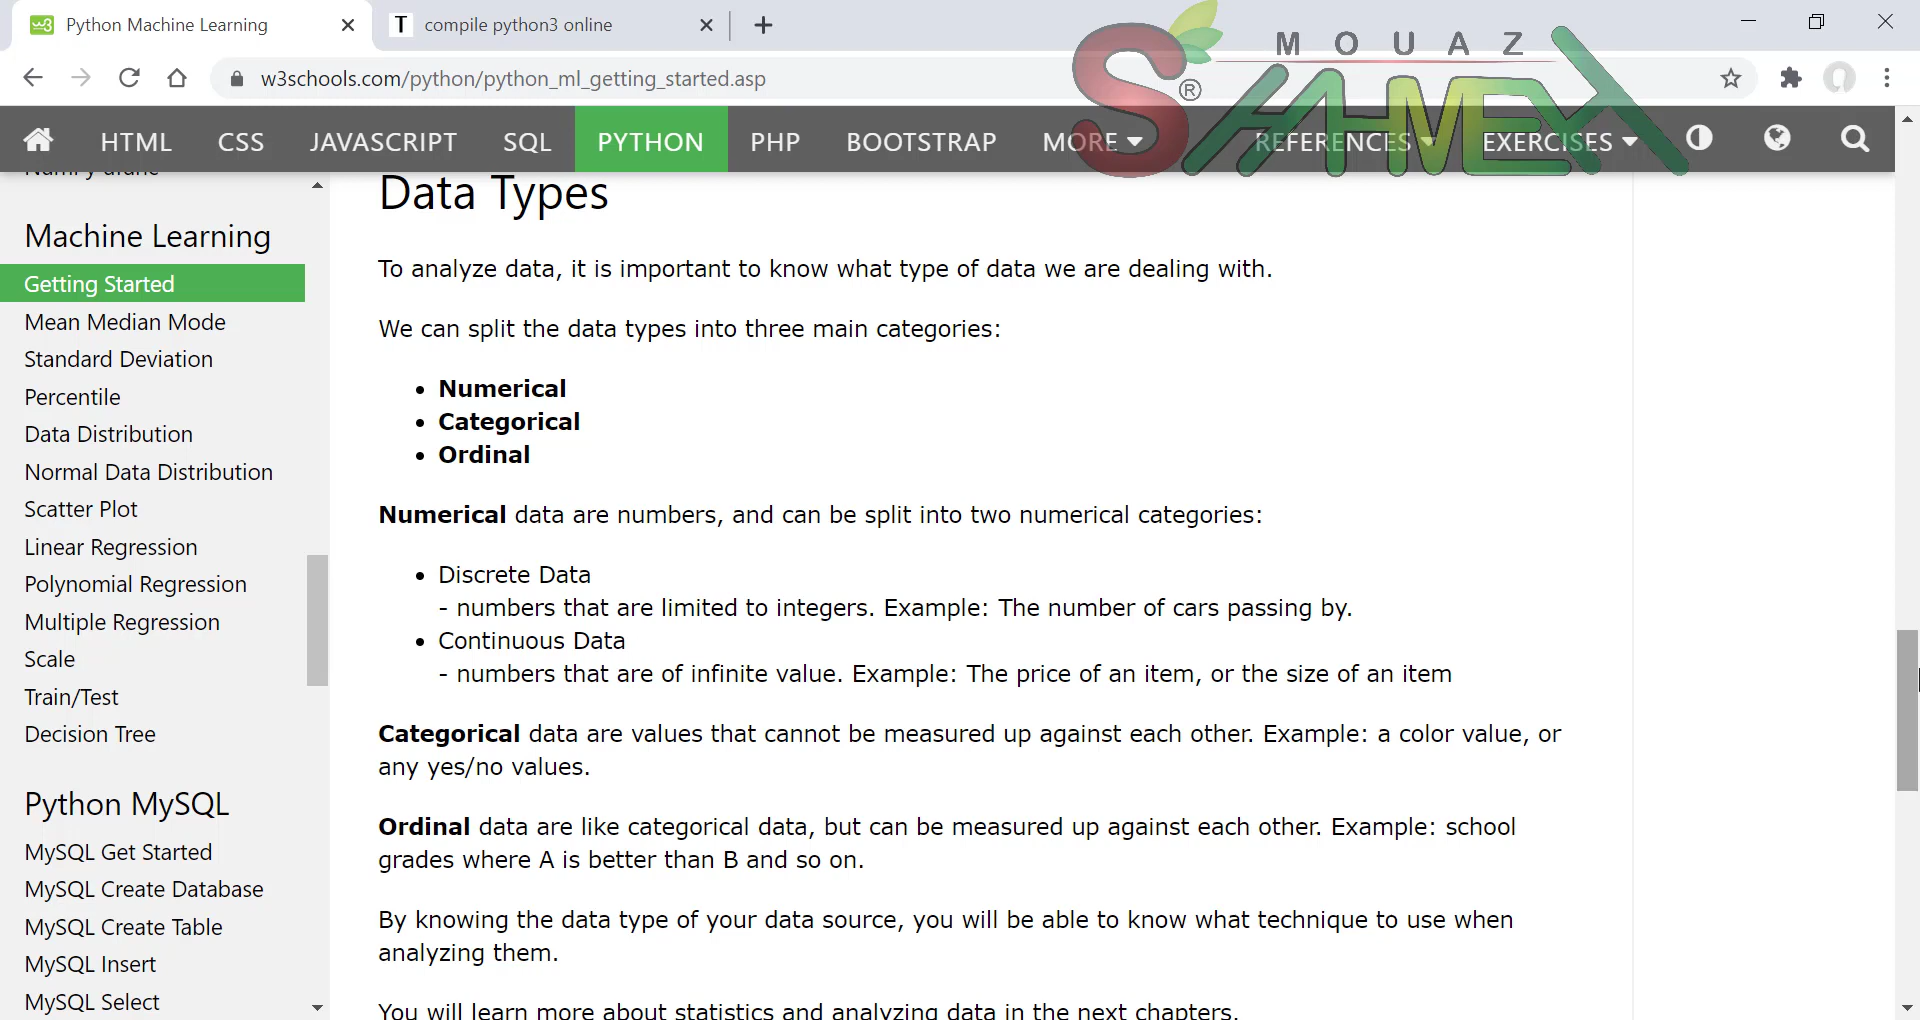 Python Machine Learning
compile python3 online
w3schools.com/python/python_ml_getting_started.asp
MOUAZ
SHAMEX
®
HTML CSS JAVASCRIPT SQL PYTHON PHP BOOTSTRAP MORE REFERENCES EXERCISES
Machine Learning
Getting Started
Mean Median Mode
Standard Deviation
Percentile
Data Distribution
Normal Data Distribution
Scatter Plot
Linear Regression
Polynomial Regression
Multiple Regression
Scale
Train/Test
Decision Tree
Python MySQL
MySQL Get Started
MySQL Create Database
MySQL Create Table
MySQL Insert
MySQL Select
Data Types
To analyze data, it is important to know what type of data we are dealing with.
We can split the data types into three main categories:
• Numerical
• Categorical
• Ordinal
Numerical data are numbers, and can be split into two numerical categories:
• Discrete Data
- numbers that are limited to integers. Example: The number of cars passing by.
• Continuous Data
- numbers that are of infinite value. Example: The price of an item, or the size of an item
Categorical data are values that cannot be measured up against each other. Example: a color value, or
any yes/no values.
Ordinal data are like categorical data, but can be measured up against each other. Example: school
grades where A is better than B and so on.
By knowing the data type of your data source, you will be able to know what technique to use when
analyzing them.
You will learn more about statistics and analyzing data in the next chapters.